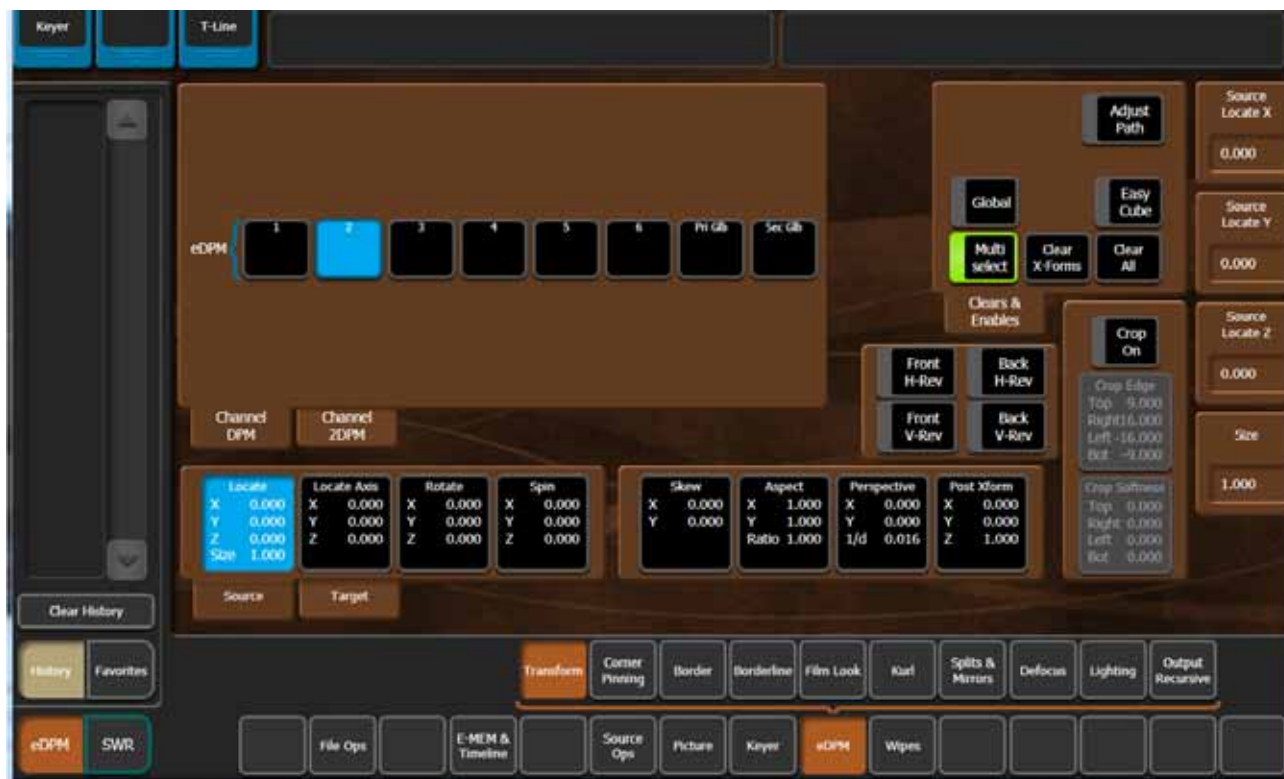 Keyer
T-Line
eDPM
1
2
3
4
5
6
Pri Glb
Sec Glb
Channel
DPM
Channel
2DPM
Adjust
Path
Global
Easy
Cube
Multi
select
Clear
X-Forms
Clear
All
Clears &
Enables
Front
H-Rev
Back
H-Rev
Front
V-Rev
Back
V-Rev
Crop
On
Crop Edge
Top 9.000
Right 16.000
Left -16.000
Bot -9.000
Crop Softness
Top 0.000
Right 0.000
Left 0.000
Bot 0.000
Source
Locate X
0.000
Source
Locate Y
0.000
Source
Locate Z
0.000
Size
1.000
Locate
X 0.000
Y 0.000
Z 0.000
Size 1.000
Locate Axis
X 0.000
Y 0.000
Z 0.000
Rotate
X 0.000
Y 0.000
Z 0.000
Spin
X 0.000
Y 0.000
Z 0.000
Skew
X 0.000
Y 0.000
Aspect
X 1.000
Y 1.000
Ratio 1.000
Perspective
X 0.000
Y 0.000
1/d 0.016
Post Xform
X 0.000
Y 0.000
Z 1.000
Source
Target
Clear History
History
Favorites
Transform
Corner
Pinning
Border
Borderline
Film Look
Kurl
Splits &
Mirrors
Defocus
Lighting
Output
Recursive
eDPM
SWR
File Ops
E-MEM &
Timeline
Source
Ops
Picture
Keyer
eDPM
Wipes